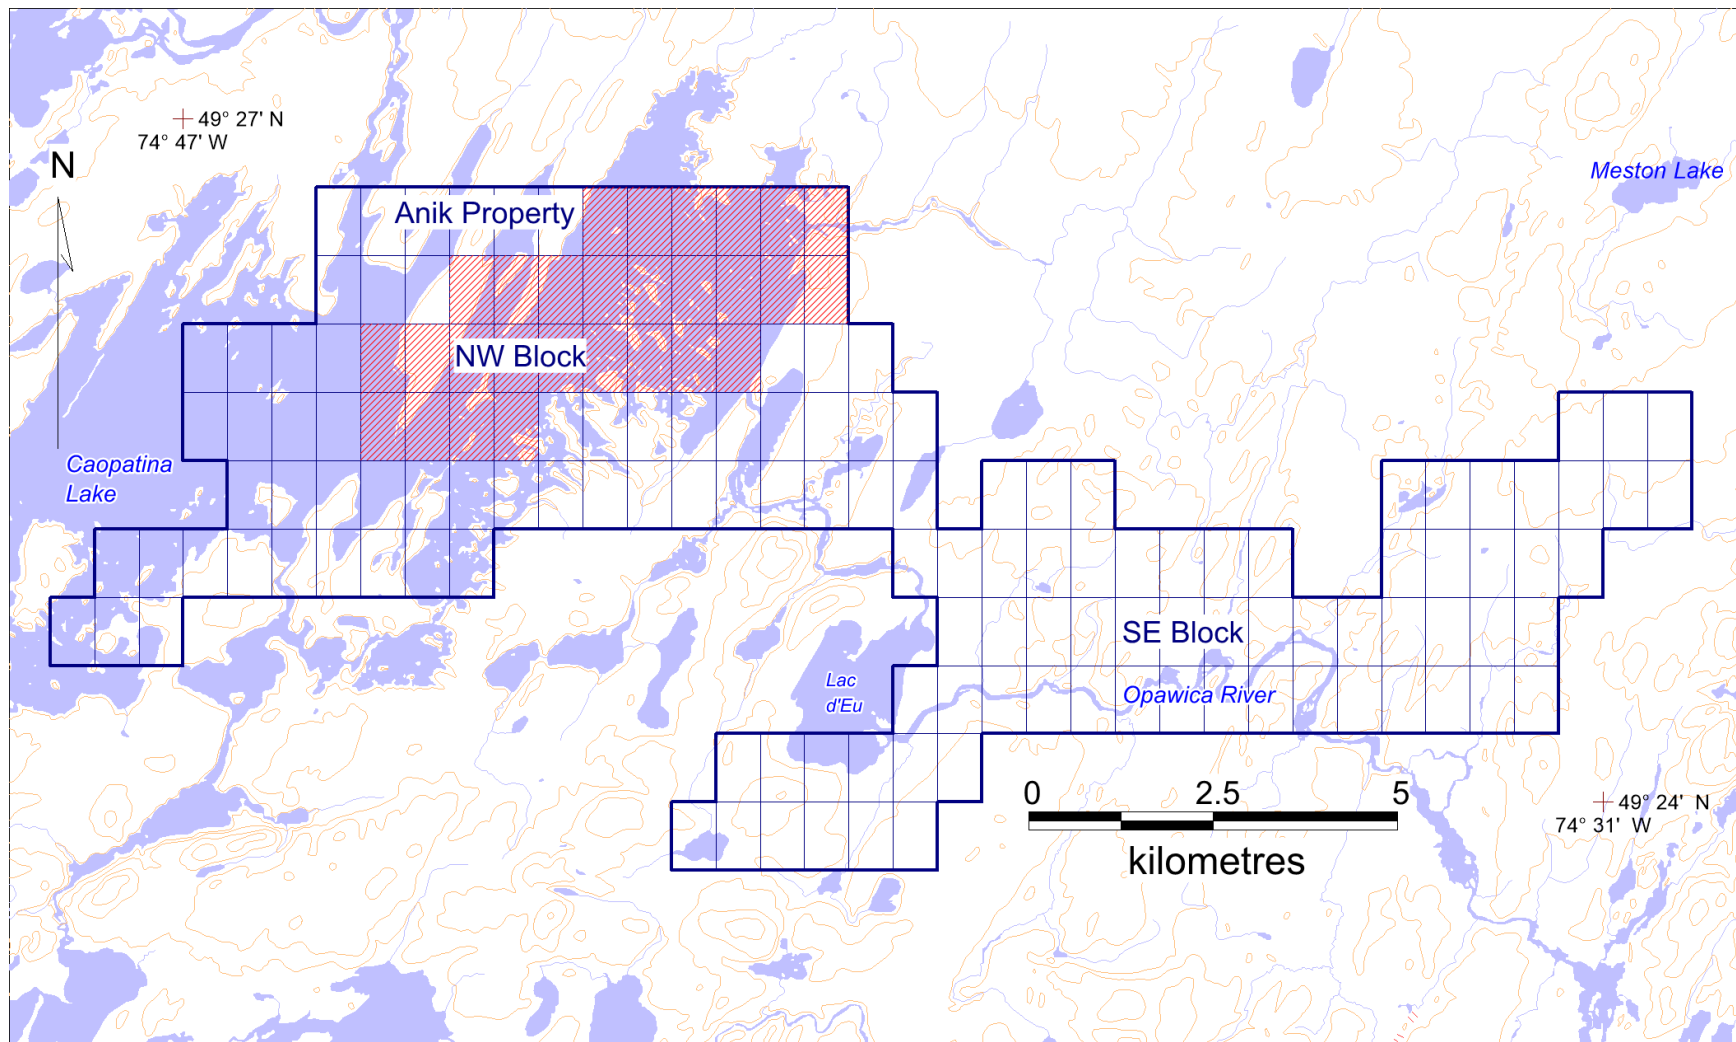 49° 27' N
74° 47' W
N
Meston Lake
Anik Property
NW Block
Caopatina
Lake
SE Block
Lac
d'Eu
Opawica River
0 2.5 5
kilometres
49° 24' N
74° 31' W